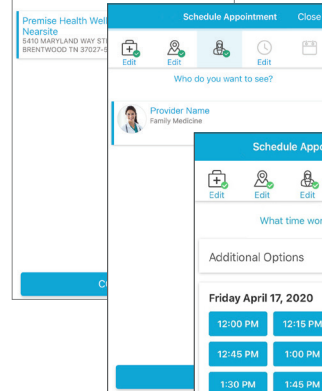 Premise Health Well
Nearsite
5410 MARYLAND WAY ST
BRENTWOOD TN 37027-5
Schedule Appointment
Close
Edit
Edit
Edit
Who do you want to see?
Provider Name
Family Medicine
Schedule Appo
Edit
Edit
Edit
What time wor
Additional Options
Friday April 17, 2020
12:00 PM
12:15 PM
12:45 PM
1:00 PM
1:30 PM
1:45 PM